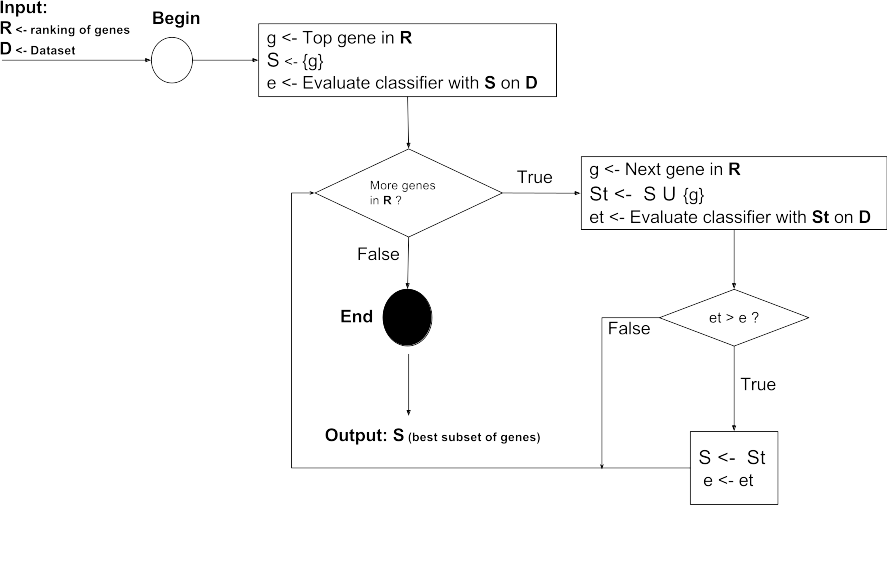 Input:
R <- ranking of genes
D <- Dataset
Begin
g <- Top gene in R
S <- {g}
e <- Evaluate classifier with S on D
More genes
in R ?
True
g <- Next gene in R
St <- S U {g}
et <- Evaluate classifier with St on D
False
End
et > e ?
False
True
Output: S (best subset of genes)
S <- St
e <- et